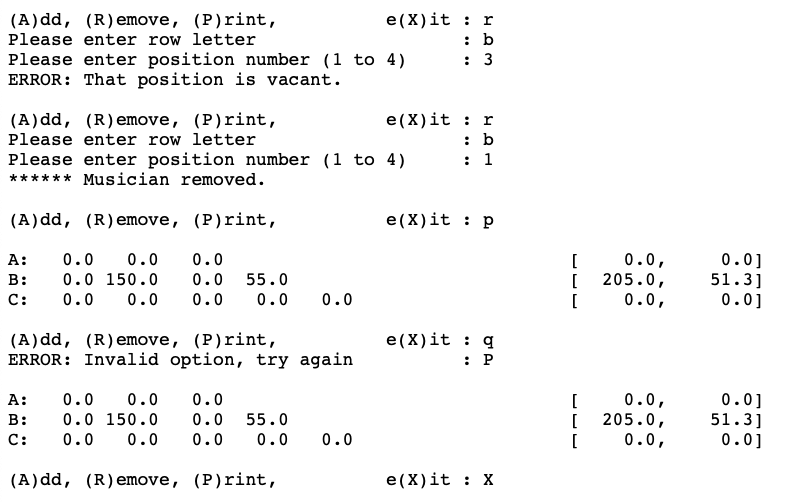 (A)dd, (R)emove, (P)rint,          e(X)it : r
Please enter row letter                   : b
Please enter position number (1 to 4)     : 3
ERROR: That position is vacant.
(A)dd, (R)emove, (P)rint,          e(X)it : r
Please enter row letter                   : b
Please enter position number (1 to 4)     : 1
****** Musician removed.
(A)dd, (R)emove, (P)rint,          e(X)it : p
A:   0.0   0.0   0.0                                [    0.0,     0.0]
B:   0.0 150.0   0.0  55.0                          [  205.0,    51.3]
C:   0.0   0.0   0.0   0.0   0.0                    [    0.0,     0.0]
(A)dd, (R)emove, (P)rint,          e(X)it : q
ERROR: Invalid option, try again          : P
A:   0.0   0.0   0.0                                [    0.0,     0.0]
B:   0.0 150.0   0.0  55.0                          [  205.0,    51.3]
C:   0.0   0.0   0.0   0.0   0.0                    [    0.0,     0.0]
(A)dd, (R)emove, (P)rint,          e(X)it : X